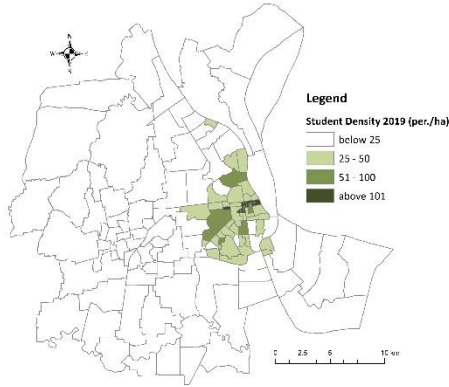 N
W E
S
Legend
Student Density 2019 (per./ha)
below 25
25 - 50
51 - 100
above 101
0 2.5 5 10 km